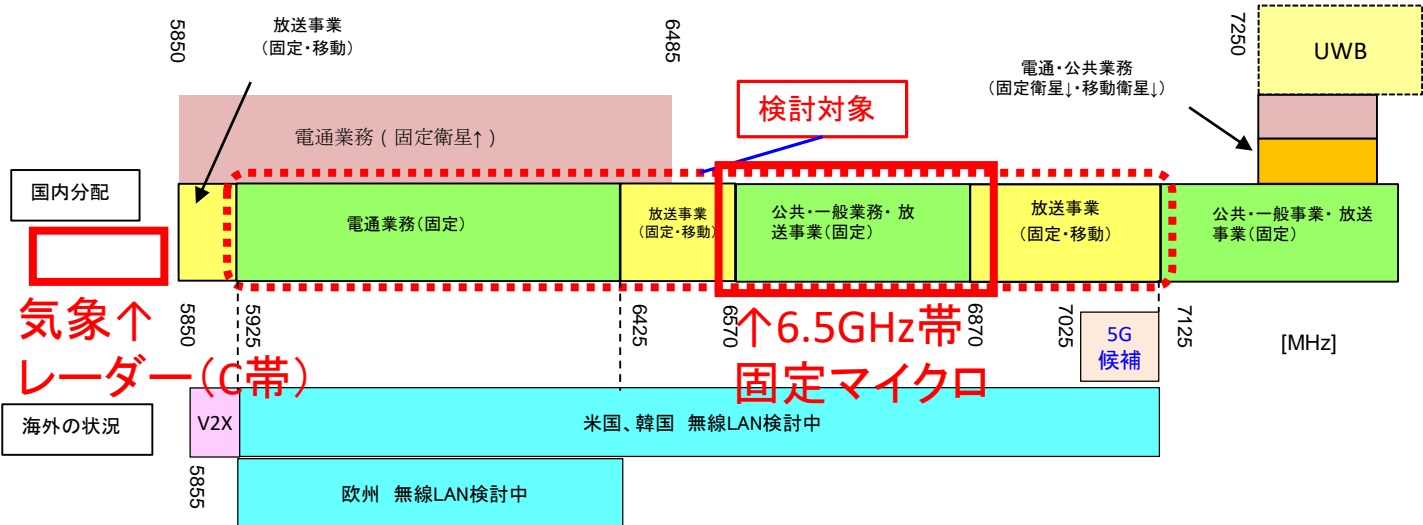 5850
放送事業
(固定・移動)
6485
7250
UWB
電通・公共業務
(固定衛星↓・移動衛星↓)
検討対象
電通業務 ( 固定衛星↑ )
国内分配
電通業務(固定)
放送事業
(固定・移動)
公共・一般業務・ 放
送事業(固定)
放送事業
(固定・移動)
公共・一般事業・ 放送
事業(固定)
気象↑
レーダー(C帯)
5850
5925
6425
6570
↑6.5GHz帯
固定マイクロ
6870
7025
5G
候補
7125
[MHz]
海外の状況
V2X
米国、韓国 無線LAN検討中
5855
欧州 無線LAN検討中